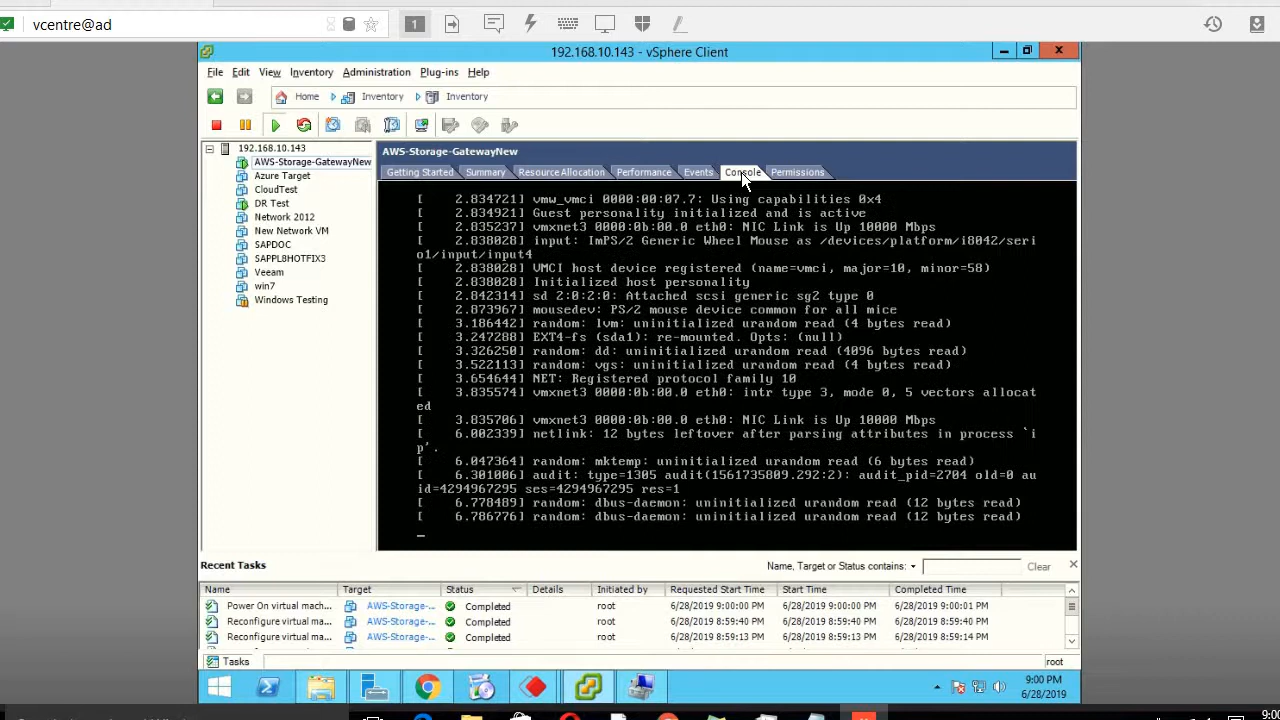 vcentre@ad
1
192.168.10.143 - vSphere Client
File Edit View Inventory Administration Plug-ins Help
Home Inventory Inventory
192.168.10.143
AWS-Storage-GatewayNew
Azure Target
CloudTest
DR Test
Network 2012
New Network VM
SAPDOC
SAPPL8HOTFIX3
Veeam
win7
Windows Testing
AWS-Storage-GatewayNew
Getting Started Summary Resource Allocation Performance Events Console Permissions
[ 2.834721] vmw_vmci 0000:00:07.7: Using capabilities 0x4
[ 2.834921] Guest personality initialized and is active
[ 2.835237] vmxnet3 0000:0b:00.0 eth0: NIC Link is Up 10000 Mbps
[ 2.838028] input: ImPS/2 Generic Wheel Mouse as /devices/platform/i8042/seri
o1/input/input4
[ 2.838028] VMCI host device registered (name=vmci, major=10, minor=58)
[ 2.838028] Initialized host personality
[ 2.842314] sd 2:0:2:0: Attached scsi generic sg2 type 0
[ 2.873967] mousedev: PS/2 mouse device common for all mice
[ 3.186442] random: lvm: uninitialized urandom read (4 bytes read)
[ 3.247288] EXT4-fs (sda1): re-mounted. Opts: (null)
[ 3.326250] random: dd: uninitialized urandom read (4096 bytes read)
[ 3.522113] random: vgs: uninitialized urandom read (4 bytes read)
[ 3.654644] NET: Registered protocol family 10
[ 3.835574] vmxnet3 0000:0b:00.0 eth0: intr type 3, mode 0, 5 vectors allocat
ed
[ 3.835706] vmxnet3 0000:0b:00.0 eth0: NIC Link is Up 10000 Mbps
[ 6.002339] netlink: 12 bytes leftover after parsing attributes in process `i
p'.
[ 6.047364] random: mktemp: uninitialized urandom read (6 bytes read)
[ 6.301006] audit: type=1305 audit(1561735809.292:2): audit_pid=2704 old=0 au
id=4294967295 ses=4294967295 res=1
[ 6.778489] random: dbus-daemon: uninitialized urandom read (12 bytes read)
[ 6.786776] random: dbus-daemon: uninitialized urandom read (12 bytes read)
_
Recent Tasks Name, Target or Status contains: Clear
Name Target Status Details Initiated by Requested Start Time Start Time Completed Time
Power On virtual mach... AWS-Storage-... Completed root 6/28/2019 9:00:00 PM 6/28/2019 9:00:00 PM 6/28/2019 9:00:01 PM
Reconfigure virtual ma... AWS-Storage-... Completed root 6/28/2019 8:59:40 PM 6/28/2019 8:59:40 PM 6/28/2019 8:59:40 PM
Reconfigure virtual ma... AWS-Storage-... Completed root 6/28/2019 8:59:13 PM 6/28/2019 8:59:13 PM 6/28/2019 8:59:14 PM
Tasks root
9:00 PM
6/28/2019